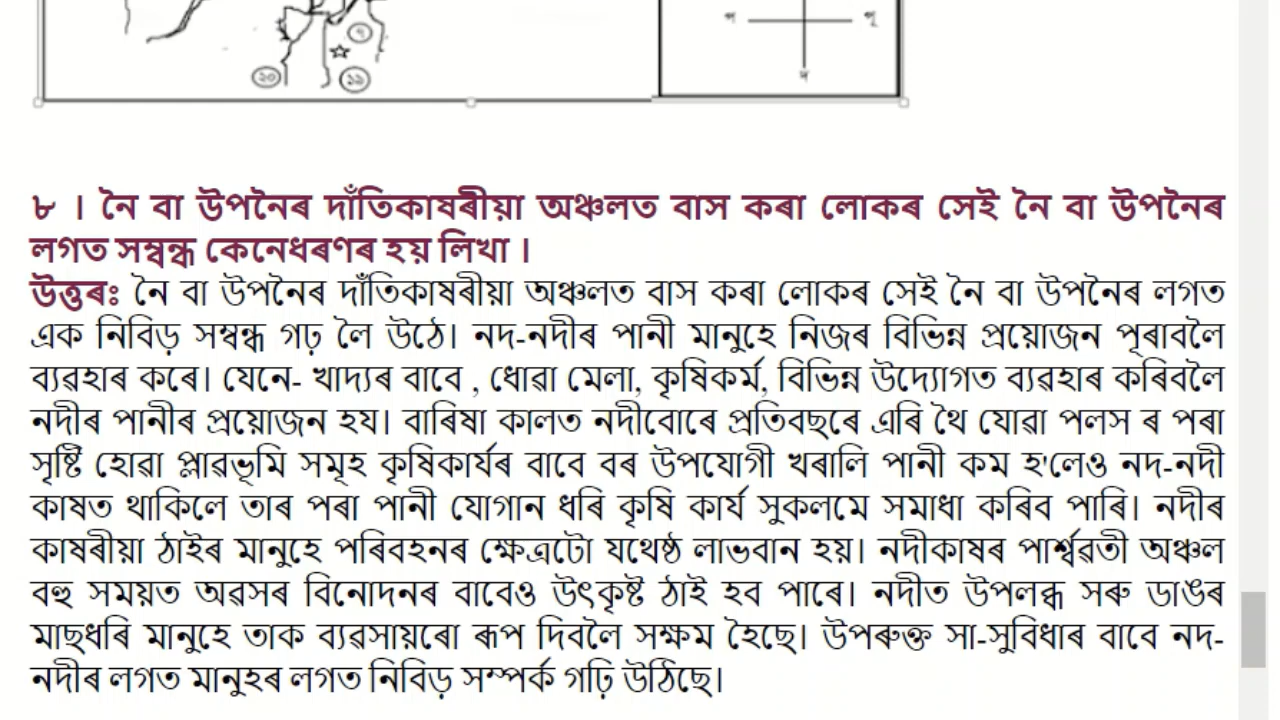 প পূ
৭
দ
১০ ১১
৮ । নৈ বা উপনৈৰ দাঁতিকাষৰীয়া অঞ্চলত বাস কৰা লোকৰ সেই নৈ বা উপনৈৰ
লগত সম্বন্ধ কেনেধৰণৰ হয় লিখা ।
উত্তৰঃ নৈ বা উপনৈৰ দাঁতিকাষৰীয়া অঞ্চলত বাস কৰা লোকৰ সেই নৈ বা উপনৈৰ লগত
এক নিবিড় সম্বন্ধ গঢ় লৈ উঠে। নদ-নদীৰ পানী মানুহে নিজৰ বিভিন্ন প্ৰয়োজন পূৰাবলৈ
ব্যৱহাৰ কৰে। যেনে- খাদ্যৰ বাবে , ধোৱা মেলা, কৃষিকৰ্ম, বিভিন্ন উদ্যোগত ব্যৱহাৰ কৰিবলৈ
নদীৰ পানীৰ প্ৰয়োজন হয। বাৰিষা কালত নদীবোৰে প্ৰতিবছৰে এৰি থৈ যোৱা পলস ৰ পৰা
সৃষ্টি হোৱা প্লাৱভূমি সমূহ কৃষিকাৰ্যৰ বাবে বৰ উপযোগী খৰালি পানী কম হ'লেও নদ-নদী
কাষত থাকিলে তাৰ পৰা পানী যোগান ধৰি কৃষি কাৰ্য সুকলমে সমাধা কৰিব পাৰি। নদীৰ
কাষৰীয়া ঠাইৰ মানুহে পৰিবহনৰ ক্ষেত্ৰটো যথেষ্ঠ লাভবান হয়। নদীকাষৰ পাৰ্শ্বৱতী অঞ্চল
বহু সময়ত অৱসৰ বিনোদনৰ বাবেও উৎকৃষ্ট ঠাই হব পাৰে। নদীত উপলব্ধ সৰু ডাঙৰ
মাছধৰি মানুহে তাক ব্যৱসায়ৰো ৰূপ দিবলৈ সক্ষম হৈছে। উপৰুক্ত সা-সুবিধাৰ বাবে নদ-
নদীৰ লগত মানুহৰ লগত নিবিড় সম্পৰ্ক গঢ়ি উঠিছে।